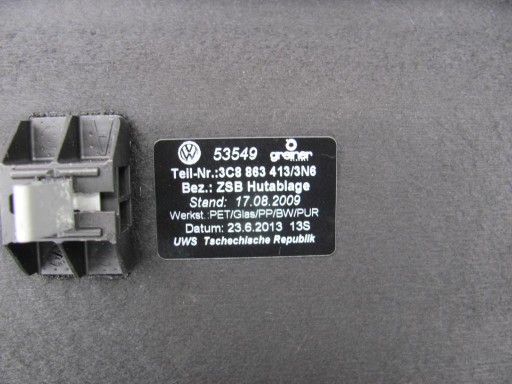 53549 greiner
Teil-Nr.:3C8 863 413/3N6
Bez.: ZSB Hutablage
Stand: 17.08.2009
Werkst.:PET/Glas/PP/BW/PUR
Datum: 23.6.2013 13S
UWS Tschechische Republik